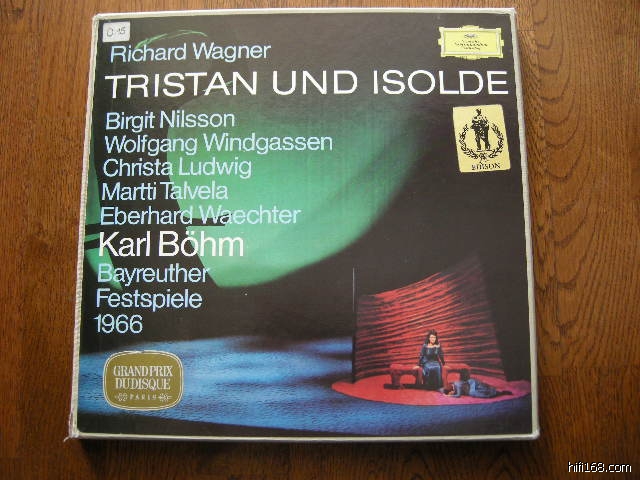 0.15
Richard Wagner
TRISTAN UND ISOLDE
Birgit Nilsson
Wolfgang Windgassen
Christa Ludwig
Martti Talvela
Eberhard Waechter
Karl Böhm
Bayreuther
Festspiele
1966
GRAND PRIX
DU DISQUE
PARIS
EDISON
hifi168.com